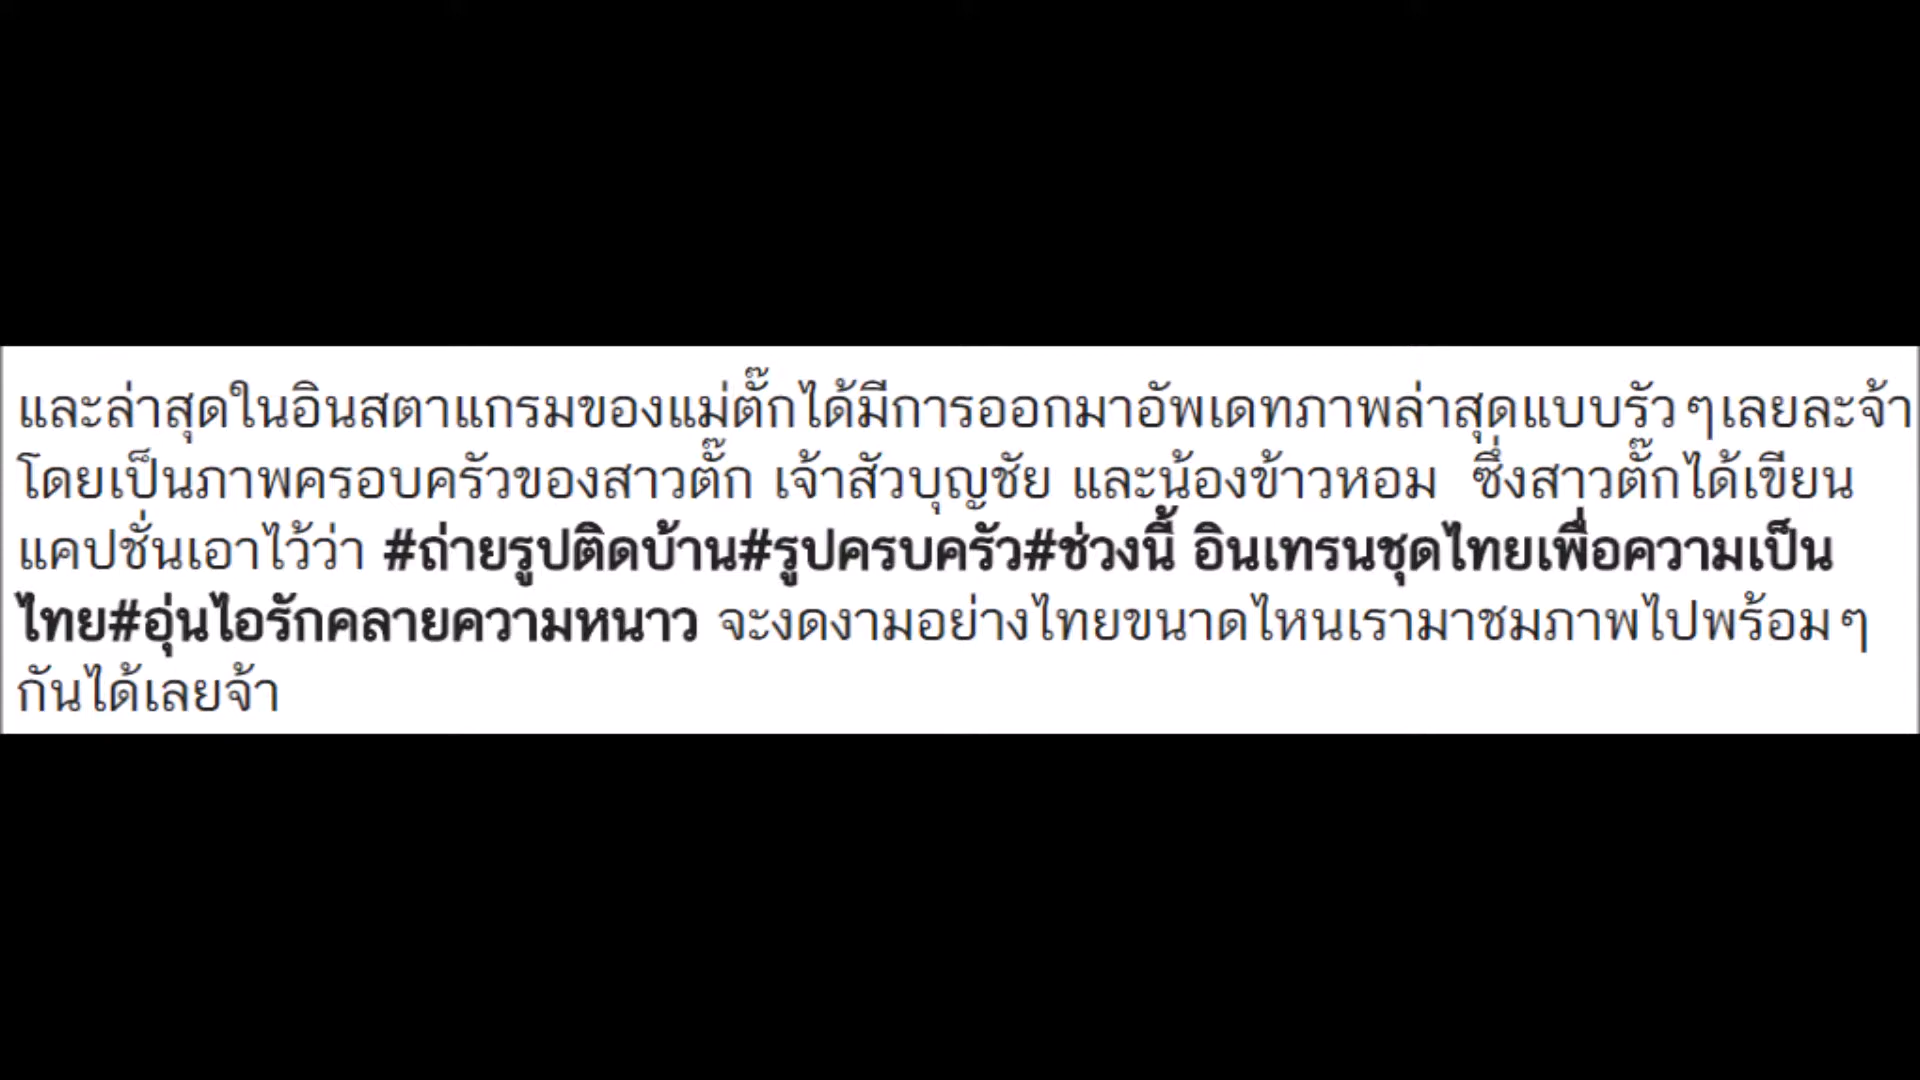 และล่าสุดในอินสตาแกรมของแม่ตั๊กได้มีการออกมาอัพเดทภาพล่าสุดแบบรัวๆเลยละจ้า
โดยเป็นภาพครอบครัวของสาวตั๊ก เจ้าสัวบุญชัย และน้องข้าวหอม ซึ่งสาวตั๊กได้เขียน
แคปชั่นเอาไว้ว่า #ถ่ายรูปติดบ้าน#รูปครบครัว#ช่วงนี้ อินเทรนชุดไทยเพื่อความเป็น
ไทย#อุ่นไอรักคลายความหนาว จะงดงามอย่างไทยขนาดไหนเรามาชมภาพไปพร้อมๆ
กันได้เลยจ้า